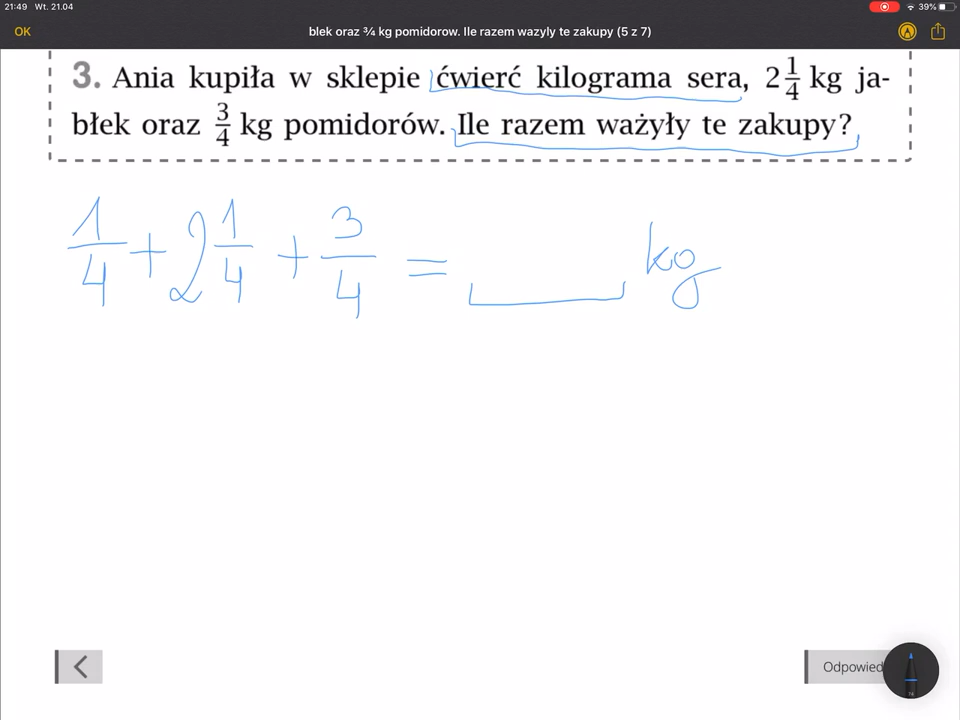 21:49 Wt. 21.04 39%
OK blek oraz ¾ kg pomidorow. Ile razem wazyly te zakupy (5 z 7)
3. Ania kupiła w sklepie ćwierć kilograma sera, 2 1/4 kg ja-
błek oraz 3/4 kg pomidorów. Ile razem ważyły te zakupy?
1/4 + 2 1/4 + 3/4 = ____ kg
Odpowied